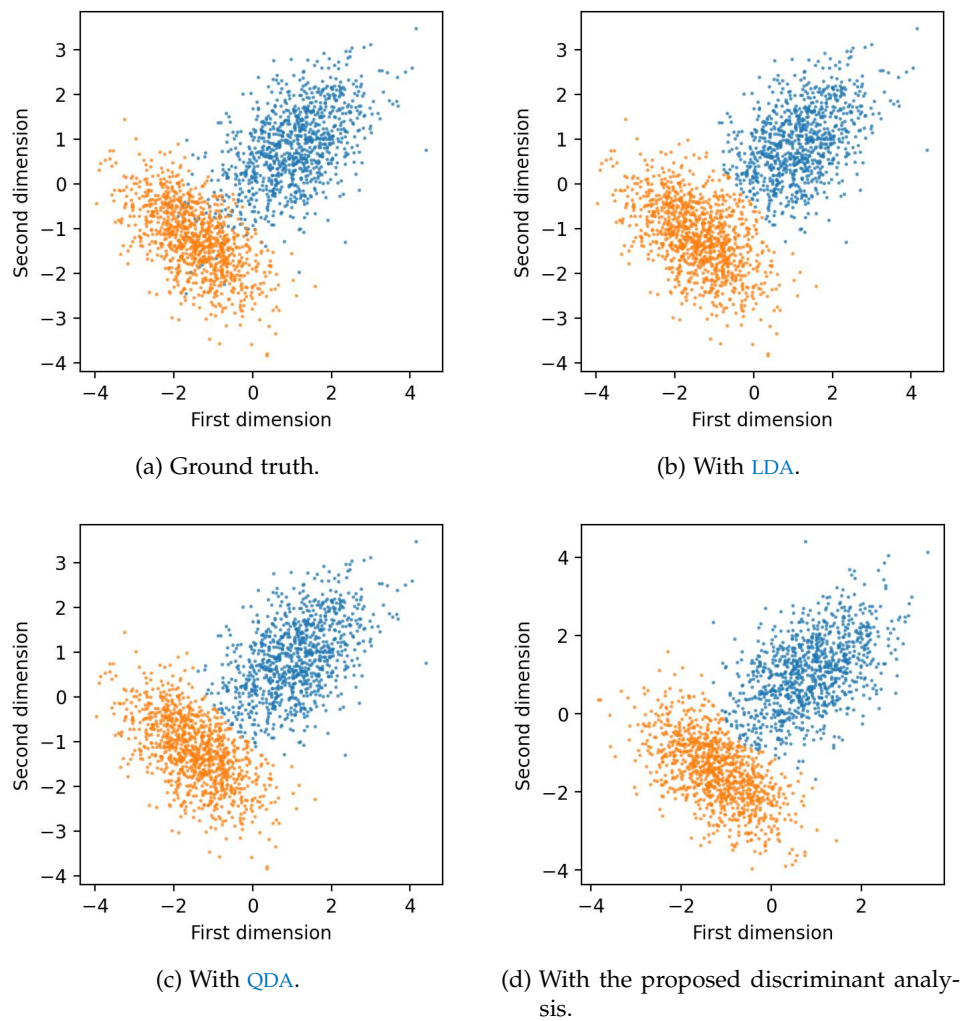 3
2
1
0
−1
−2
−3
−4
Second dimension
−4 −2 0 2 4
First dimension
(a) Ground truth.
3
2
1
0
−1
−2
−3
−4
Second dimension
−4 −2 0 2 4
First dimension
(b) With LDA.
3
2
1
0
−1
−2
−3
−4
Second dimension
−4 −2 0 2 4
First dimension
(c) With QDA.
4
2
0
−2
−4
Second dimension
−4 −2 0 2
First dimension
(d) With the proposed discriminant analy-
sis.